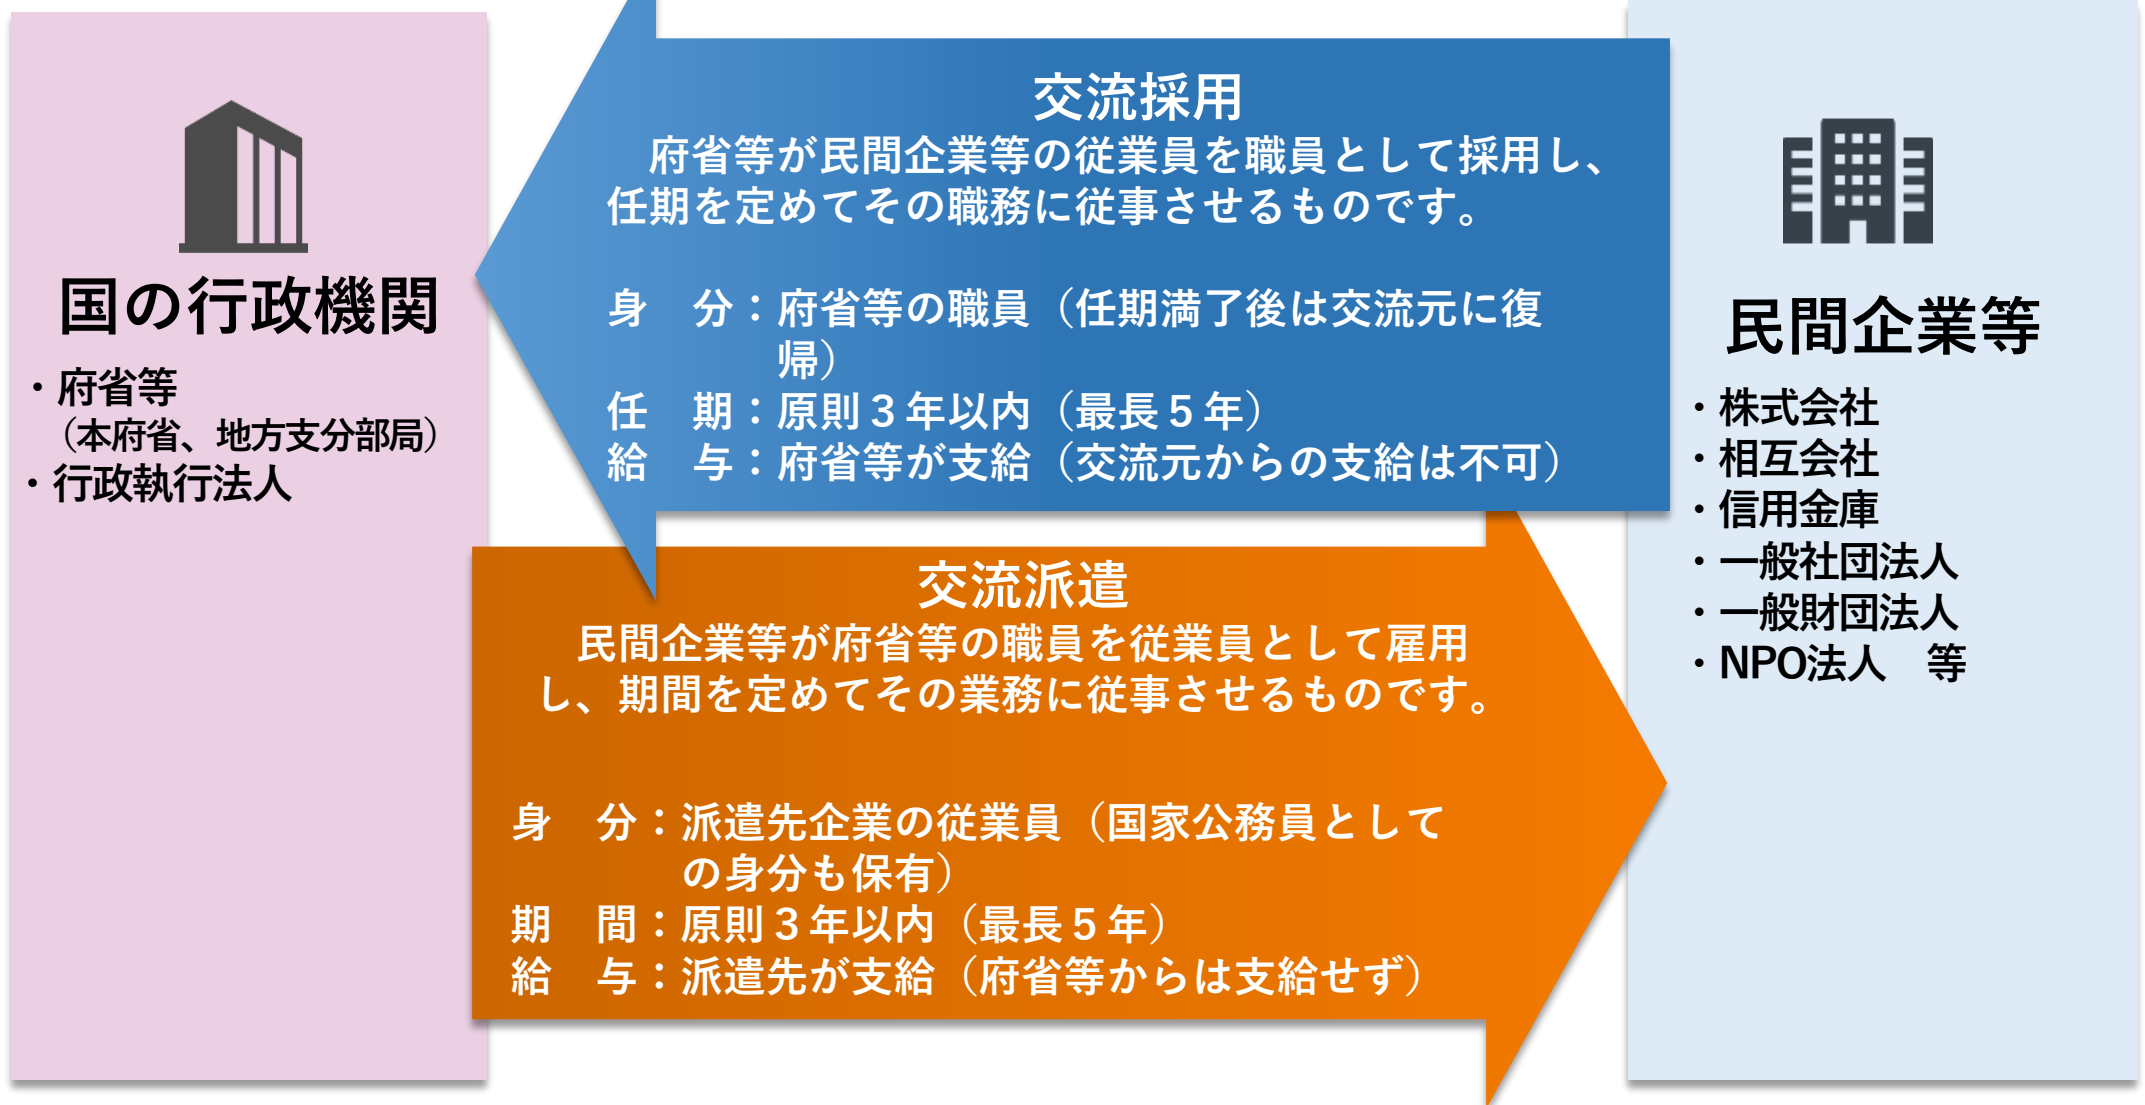 国の行政機関
・府省等
（本府省、地方支分部局）
・行政執行法人
交流採用
府省等が民間企業等の従業員を職員として採用し、
任期を定めてその職務に従事させるものです。
身　分：府省等の職員（任期満了後は交流元に復
帰）
任　期：原則３年以内（最長５年）
給　与：府省等が支給（交流元からの支給は不可）
交流派遣
民間企業等が府省等の職員を従業員として雇用
し、期間を定めてその業務に従事させるものです。
身　分：派遣先企業の従業員（国家公務員として
の身分も保有）
期　間：原則３年以内（最長５年）
給　与：派遣先が支給（府省等からは支給せず）
民間企業等
・株式会社
・相互会社
・信用金庫
・一般社団法人
・一般財団法人
・NPO法人　等